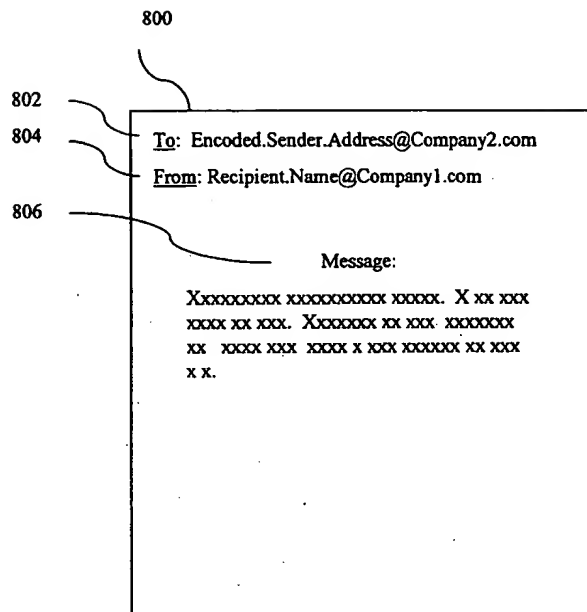 800
802
To: Encoded.Sender.Address@Company2.com
804
From: Recipient.Name@Company1.com
806
Message:
Xxxxxxxxx xxxxxxxxxx xxxxx. X xx xxx
xxxx xx xxx. Xxxxxxx xx xxx xxxxxxx
xx xxxx xxx xxxx x xxx xxxxxx xx xxx
x x.